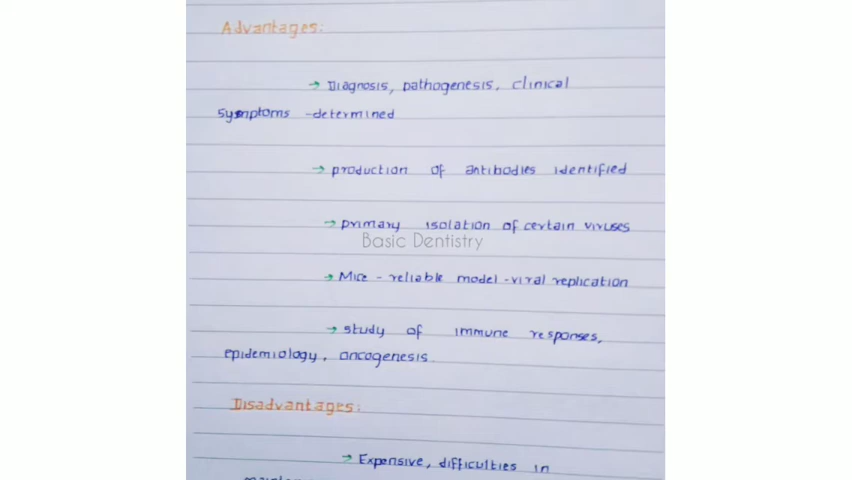 Advantages:
→ Diagnosis, pathogenesis, clinical
symptoms - determined
→ production of antibodies identified
→ primary isolation of certain viruses
Basic Dentistry
→ Mice - reliable model - viral replication
→ study of immune responses,
epidemiology, oncogenesis.
Disadvantages:
→ Expensive, difficulties in